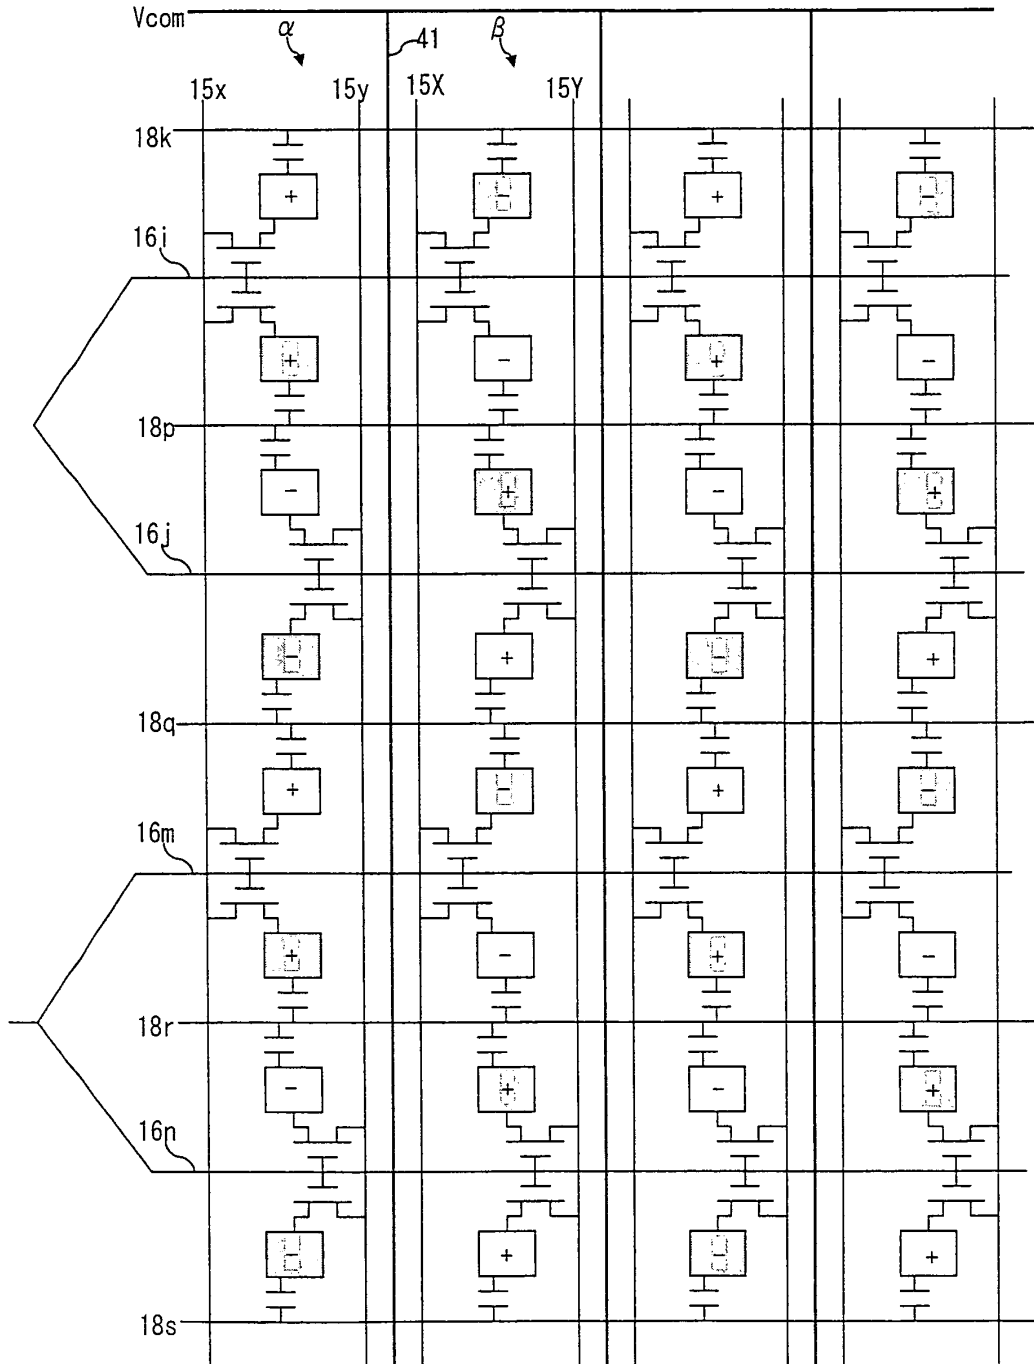 Vcom
α 41 β
15x 15y 15X 15Y
18k
+ - + -
16i
+ - + -
18p
- + - +
16j
- + - +
18q
+ - + -
16m
+ - + -
18r
- + - +
16n
- + - +
18s